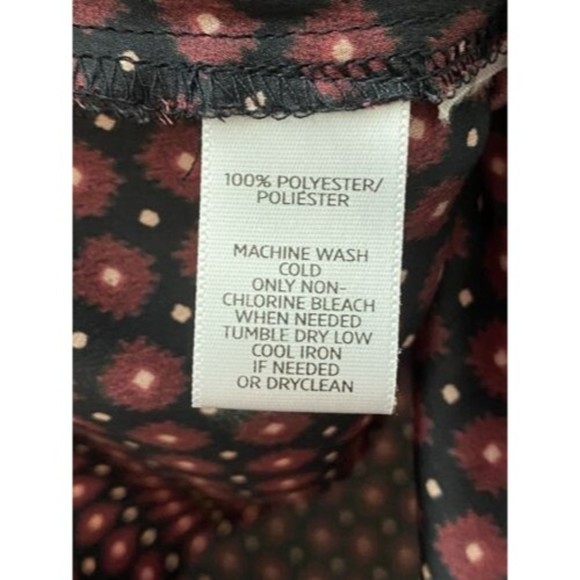 100% POLYESTER/
POLIÉSTER
MACHINE WASH
COLD
ONLY NON-
CHLORINE BLEACH
WHEN NEEDED
TUMBLE DRY LOW
COOL IRON
IF NEEDED
OR DRYCLEAN